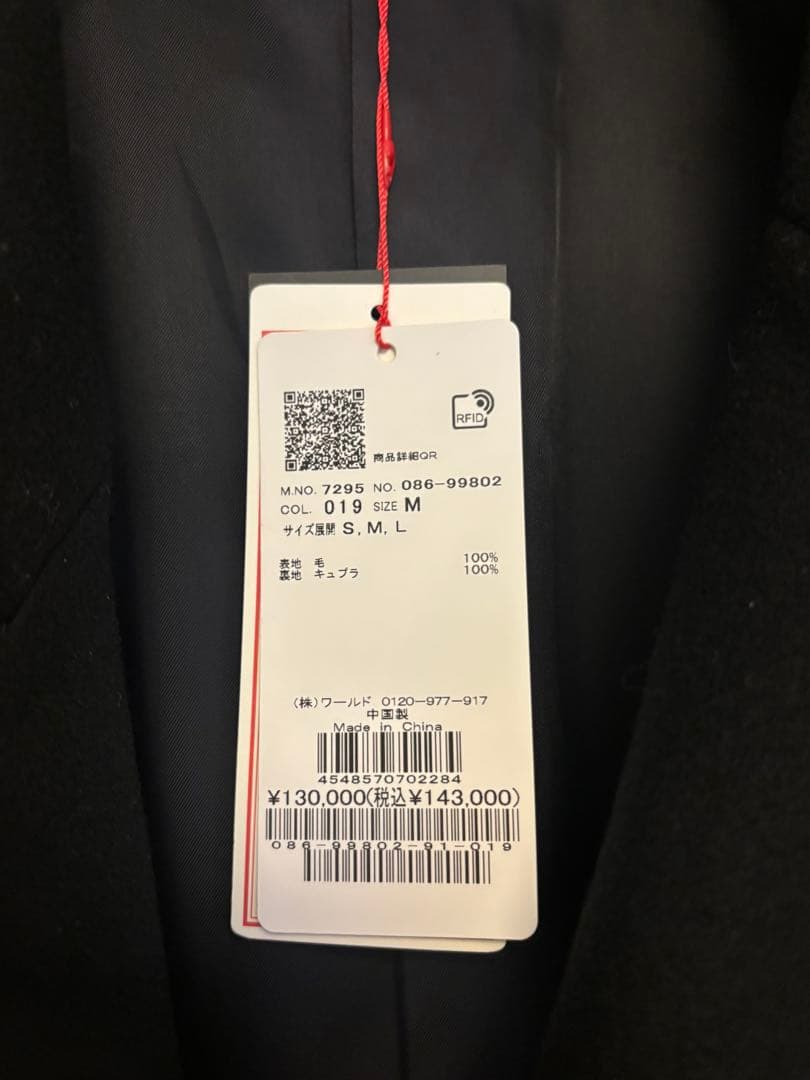 RFID
商品詳細QR
M.NO. 7295 NO. 086-99802
COL. 019 SIZE M
サイズ展開 S, M, L
表地 毛 100%
裏地 キュプラ 100%
(株)ワールド 0120-977-917
中国製
Made in China
4548570702284
¥130,000(税込¥143,000)
086-99802-91-019